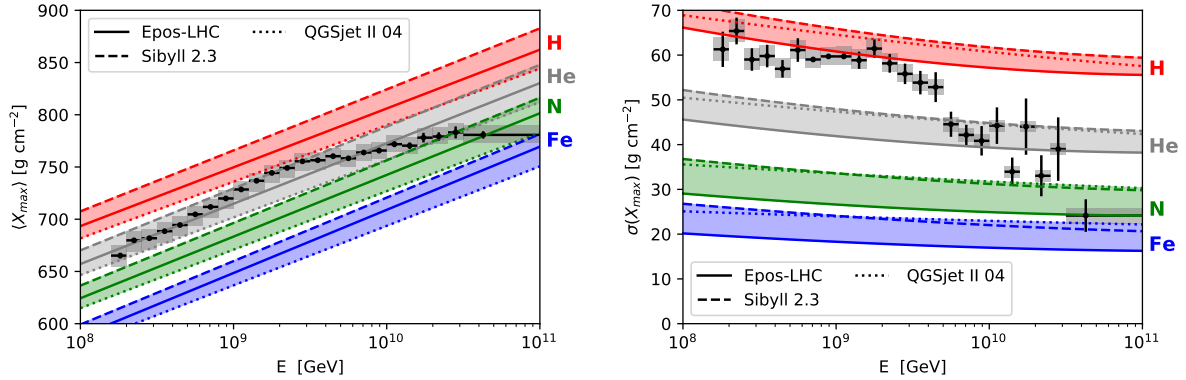 900
850
800
750
700
650
600
⟨X_max⟩ [g cm⁻²]
Epos-LHC
QGSjet II 04
Sibyll 2.3
H
He
N
Fe
10⁸ 10⁹ 10¹⁰ 10¹¹
E [GeV]
70
60
50
40
30
20
10
0
σ(X_max) [g cm⁻²]
H
He
N
Fe
Epos-LHC
QGSjet II 04
Sibyll 2.3
10⁸ 10⁹ 10¹⁰ 10¹¹
E [GeV]